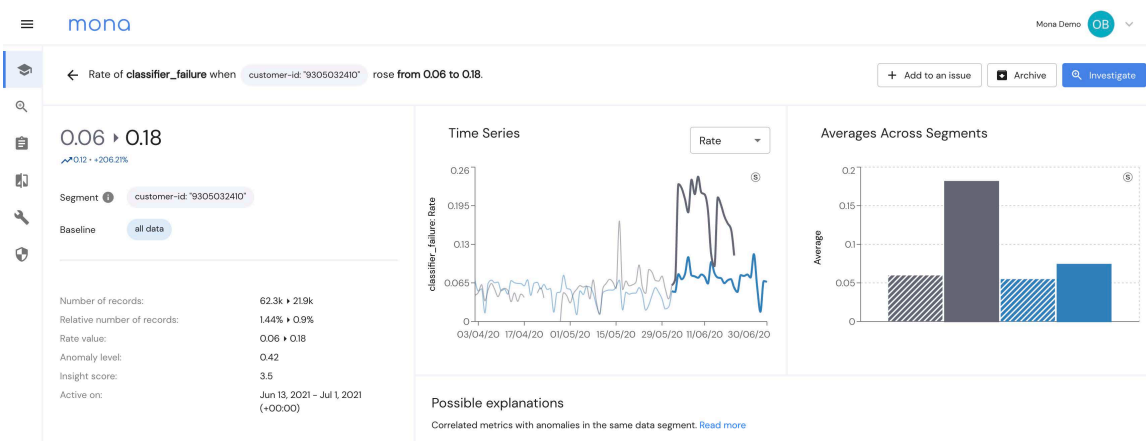 mona
Mona Demo OB
Rate of classifier_failure when customer-id: "9305032410" rose from 0.06 to 0.18.
+ Add to an issue
Archive
Investigate
0.06 ▸ 0.18
0.12 • +206.21%
Segment customer-id: "9305032410"
Baseline all data
Number of records: 62.3k ▸ 21.9k
Relative number of records: 1.44% ▸ 0.9%
Rate value: 0.06 ▸ 0.18
Anomaly level: 0.42
Insight score: 3.5
Active on: Jun 13, 2021 - Jul 1, 2021
(+00:00)
Time Series
Rate
S
classifier_failure: Rate
0.26
0.195
0.13
0.065
0
03/04/20 17/04/20 01/05/20 15/05/20 29/05/20 11/06/20 30/06/20
Averages Across Segments
S
Average
0.2
0.15
0.1
0.05
0
Possible explanations
Correlated metrics with anomalies in the same data segment. Read more